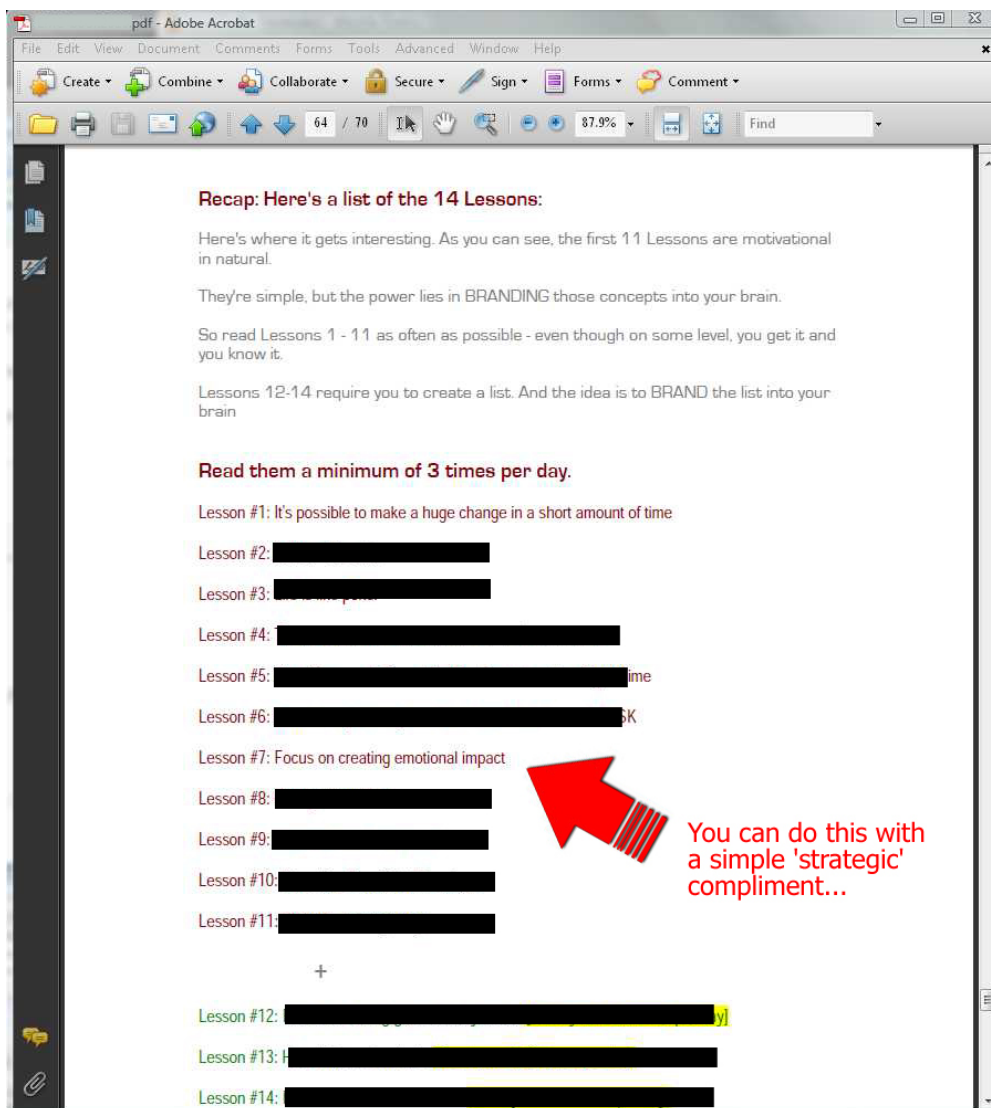 pdf - Adobe Acrobat
File Edit View Document Comments Forms Tools Advanced Window Help
Create Combine Collaborate Secure Sign Forms Comment
64 / 70 87.9% Find
Recap: Here's a list of the 14 Lessons:
Here's where it gets interesting. As you can see, the first 11 Lessons are motivational
in natural.
They're simple, but the power lies in BRANDING those concepts into your brain.
So read Lessons 1 - 11 as often as possible - even though on some level, you get it and
you know it.
Lessons 12-14 require you to create a list. And the idea is to BRAND the list into your
brain
Read them a minimum of 3 times per day.
Lesson #1: It's possible to make a huge change in a short amount of time
Lesson #2:
Lesson #3:
Lesson #4:
Lesson #5: ime
Lesson #6: SK
Lesson #7: Focus on creating emotional impact
You can do this with
a simple 'strategic'
compliment...
Lesson #8:
Lesson #9:
Lesson #10:
Lesson #11:
+
Lesson #12: y]
Lesson #13: H
Lesson #14: